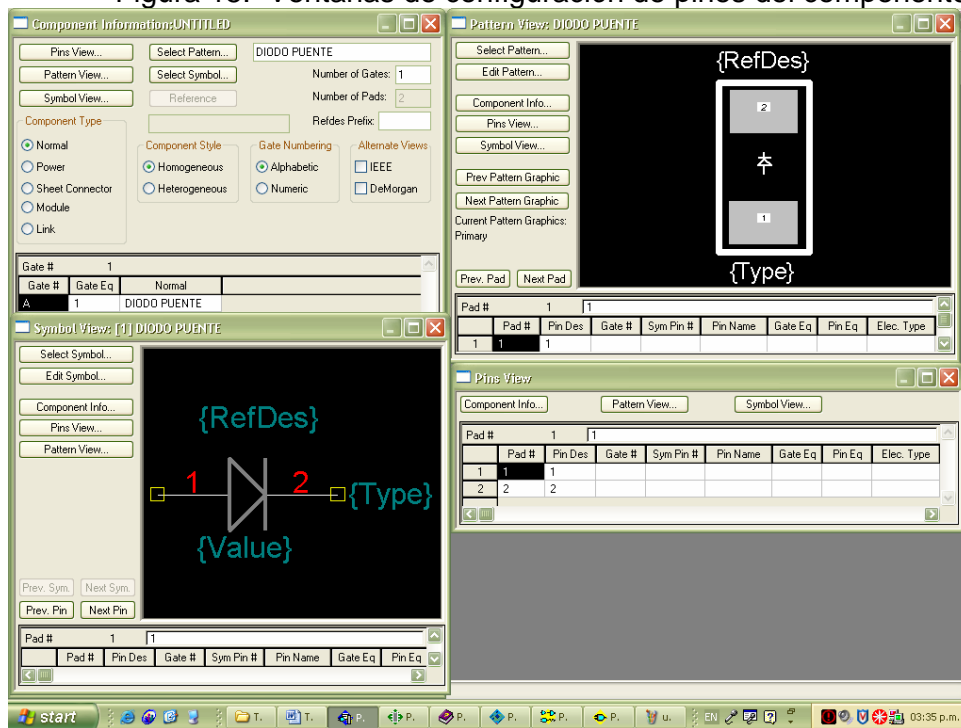 Figura 10. Ventanas de configuración de pines del componente
Component Information:UNTITLED
Pins View...
Select Pattern...
DIODO PUENTE
Pattern View...
Select Symbol...
Number of Gates: 1
Symbol View...
Reference
Number of Pads: 2
Component Type
Refdes Prefix:
Normal
Power
Sheet Connector
Module
Link
Component Style
Homogeneous
Heterogeneous
Gate Numbering
Alphabetic
Numeric
Alternate Views
IEEE
DeMorgan
Gate # 1
Gate # Gate Eq Normal
A 1 DIODO PUENTE
Pattern View: DIODO PUENTE
Select Pattern...
Edit Pattern...
Component Info...
Pins View...
Symbol View...
Prev Pattern Graphic
Next Pattern Graphic
Current Pattern Graphics:
Primary
Prev. Pad Next Pad
{RefDes}
2
1
{Type}
Pad # 1 1
Pad # Pin Des Gate # Sym Pin # Pin Name Gate Eq Pin Eq Elec. Type
1 1 1
Symbol View: [1] DIODO PUENTE
Select Symbol...
Edit Symbol...
Component Info...
Pins View...
Pattern View...
Prev. Sym. Next Sym.
Prev. Pin Next Pin
{RefDes}
1 2
{Type}
{Value}
Pad # 1 1
Pad # Pin Des Gate # Sym Pin # Pin Name Gate Eq Pin Eq
Pins View
Component Info... Pattern View... Symbol View...
Pad # 1 1
Pad # Pin Des Gate # Sym Pin # Pin Name Gate Eq Pin Eq Elec. Type
1 1 1
2 2 2
start T. T. P. P. P. P. P. P. u. EN 03:35 p.m.